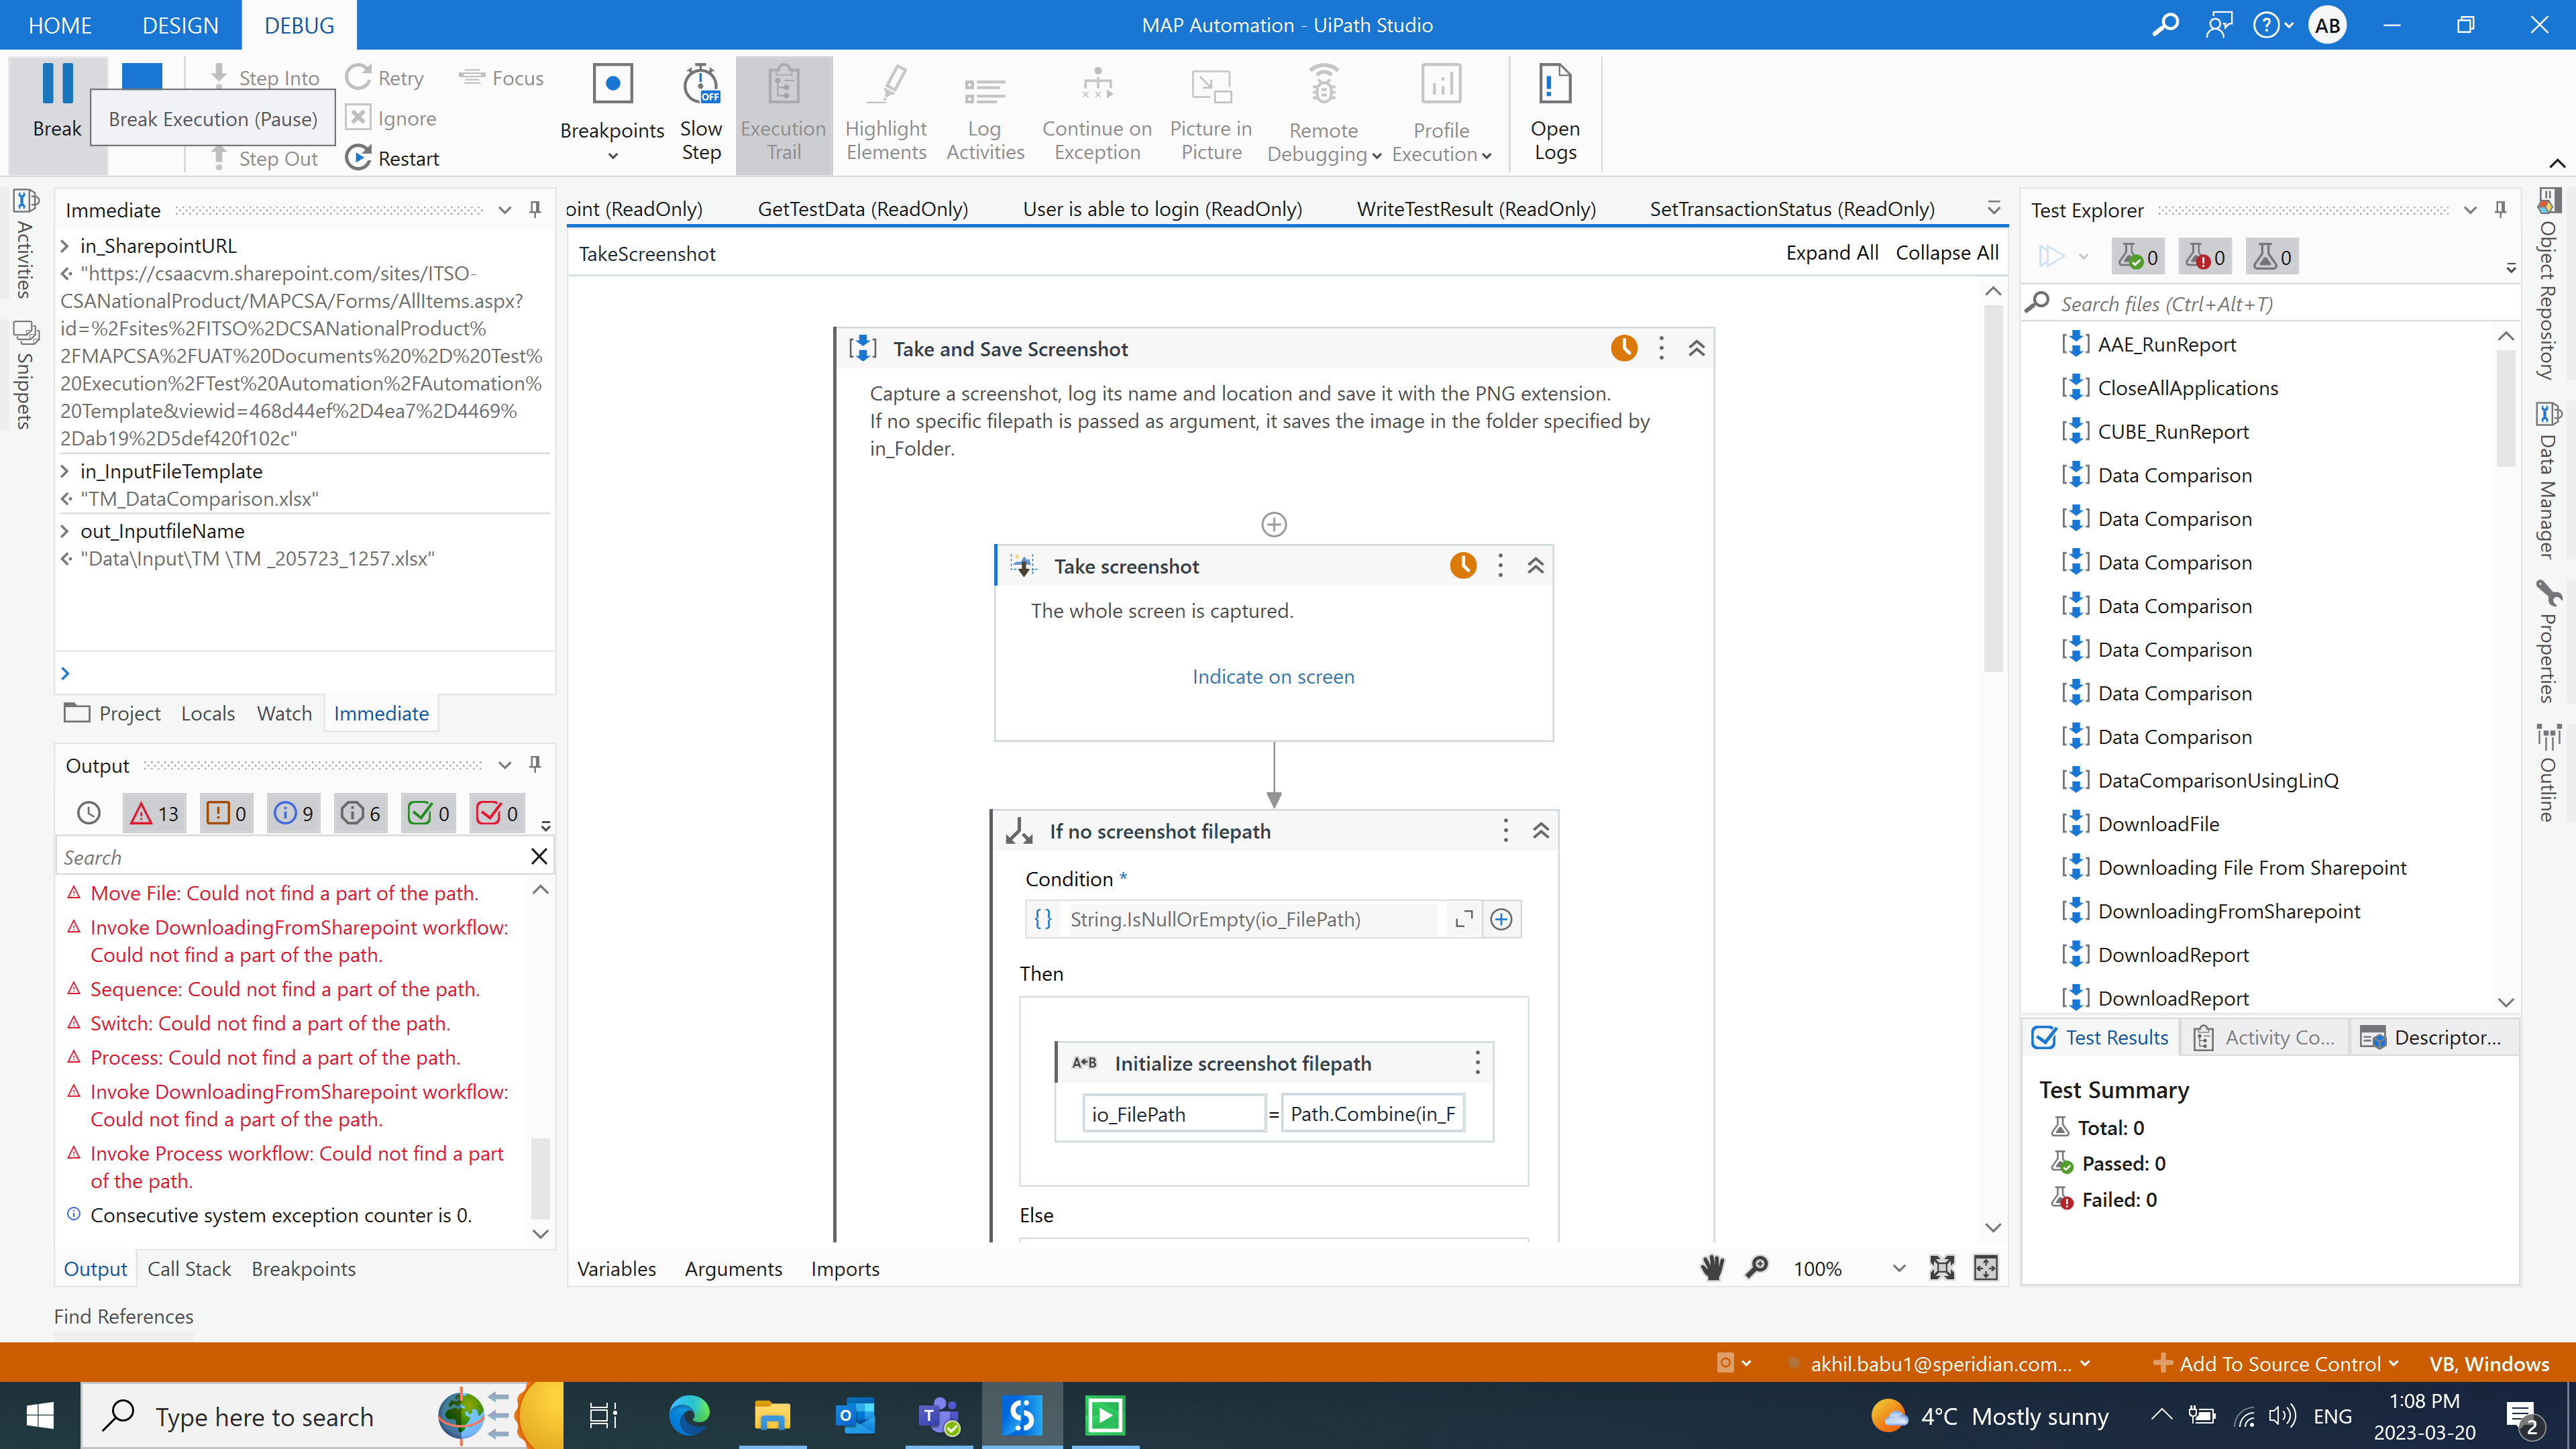 HOME DESIGN DEBUG
MAP Automation - UiPath Studio
AB
Break
Break Execution (Pause)
Step Into
Step Out
Retry
Ignore
Restart
Focus
Breakpoints
Slow
Step
OFF
Execution
Trail
Highlight
Elements
Log
Activities
Continue on
Exception
Picture in
Picture
Remote
Debugging
Profile
Execution
Open
Logs
Activities
Snippets
Immediate
in_SharepointURL
"https://csaacvm.sharepoint.com/sites/ITSO-
CSANationalProduct/MAPCSA/Forms/AllItems.aspx?
id=%2Fsites%2FITSO%2DCSANationalProduct%
2FMAPCSA%2FUAT%20Documents%20%2D%20Test%
20Execution%2FTest%20Automation%2FAutomation%
20Template&viewid=468d44ef%2D4ea7%2D4469%
2Dab19%2D5def420f102c"
in_InputFileTemplate
"TM_DataComparison.xlsx"
out_InputfileName
"Data\Input\TM \TM _205723_1257.xlsx"
Project Locals Watch Immediate
Output
13 0 9 6 0 0
Search
Move File: Could not find a part of the path.
Invoke DownloadingFromSharepoint workflow:
Could not find a part of the path.
Sequence: Could not find a part of the path.
Switch: Could not find a part of the path.
Process: Could not find a part of the path.
Invoke DownloadingFromSharepoint workflow:
Could not find a part of the path.
Invoke Process workflow: Could not find a part
of the path.
Consecutive system exception counter is 0.
Output Call Stack Breakpoints
Find References
oint (ReadOnly) GetTestData (ReadOnly) User is able to login (ReadOnly) WriteTestResult (ReadOnly) SetTransactionStatus (ReadOnly)
TakeScreenshot
Expand All Collapse All
Take and Save Screenshot
Capture a screenshot, log its name and location and save it with the PNG extension.
If no specific filepath is passed as argument, it saves the image in the folder specified by
in_Folder.
Take screenshot
The whole screen is captured.
Indicate on screen
If no screenshot filepath
Condition *
String.IsNullOrEmpty(io_FilePath)
Then
A B Initialize screenshot filepath
io_FilePath = Path.Combine(in_F
Else
Variables Arguments Imports
100%
Test Explorer
0 0 0
Search files (Ctrl+Alt+T)
AAE_RunReport
CloseAllApplications
CUBE_RunReport
Data Comparison
Data Comparison
Data Comparison
Data Comparison
Data Comparison
Data Comparison
Data Comparison
DataComparisonUsingLinQ
DownloadFile
Downloading File From Sharepoint
DownloadingFromSharepoint
DownloadReport
DownloadReport
Test Results Activity Co... Descriptor...
Test Summary
Total: 0
Passed: 0
Failed: 0
Object Repository
Data Manager
Properties
Outline
akhil.babu1@speridian.com... Add To Source Control VB, Windows
Type here to search
4°C Mostly sunny
ENG
1:08 PM
2023-03-20
2